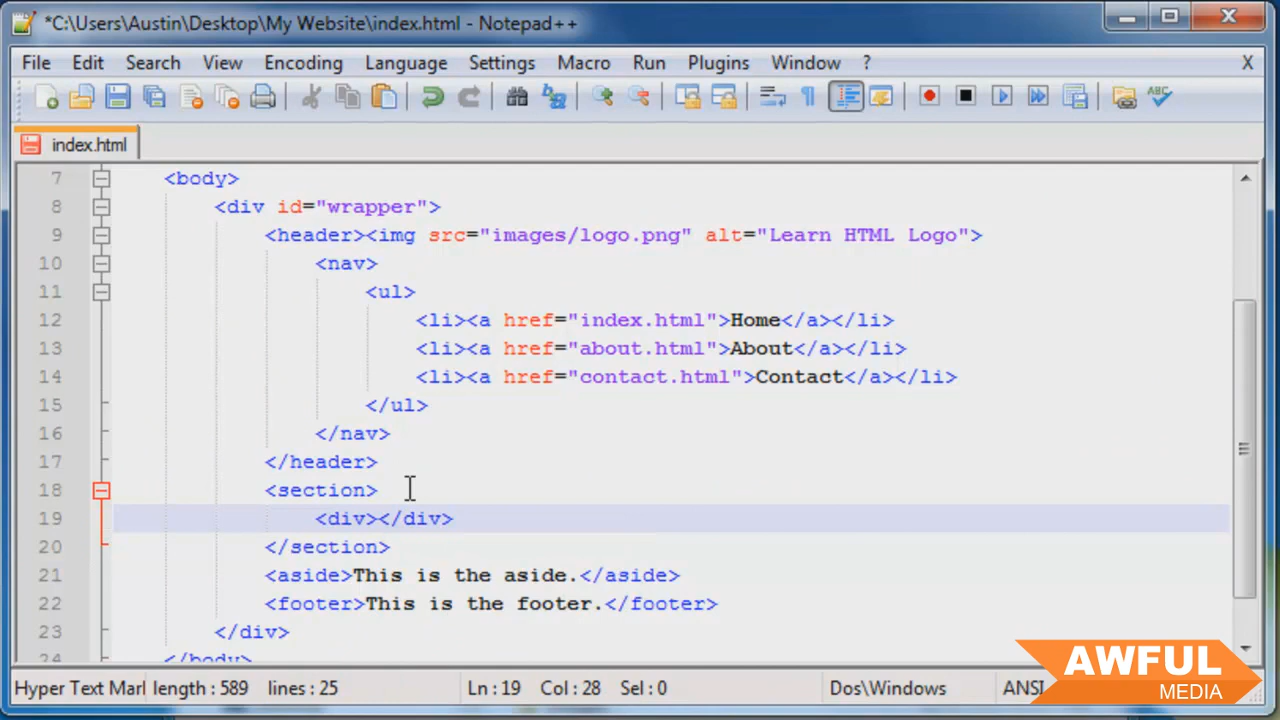 *C:\Users\Austin\Desktop\My Website\index.html - Notepad++
File Edit Search View Encoding Language Settings Macro Run Plugins Window ? X
index.html
7 <body>
8 <div id="wrapper">
9 <header><img src="images/logo.png" alt="Learn HTML Logo">
10 <nav>
11 <ul>
12 <li><a href="index.html">Home</a></li>
13 <li><a href="about.html">About</a></li>
14 <li><a href="contact.html">Contact</a></li>
15 </ul>
16 </nav>
17 </header>
18 <section>
19 <div></div>
20 </section>
21 <aside>This is the aside.</aside>
22 <footer>This is the footer.</footer>
23 </div>
24 </body>
Hyper Text Marl length : 589 lines : 25 Ln : 19 Col : 28 Sel : 0 Dos\Windows ANSI
AWFUL
MEDIA